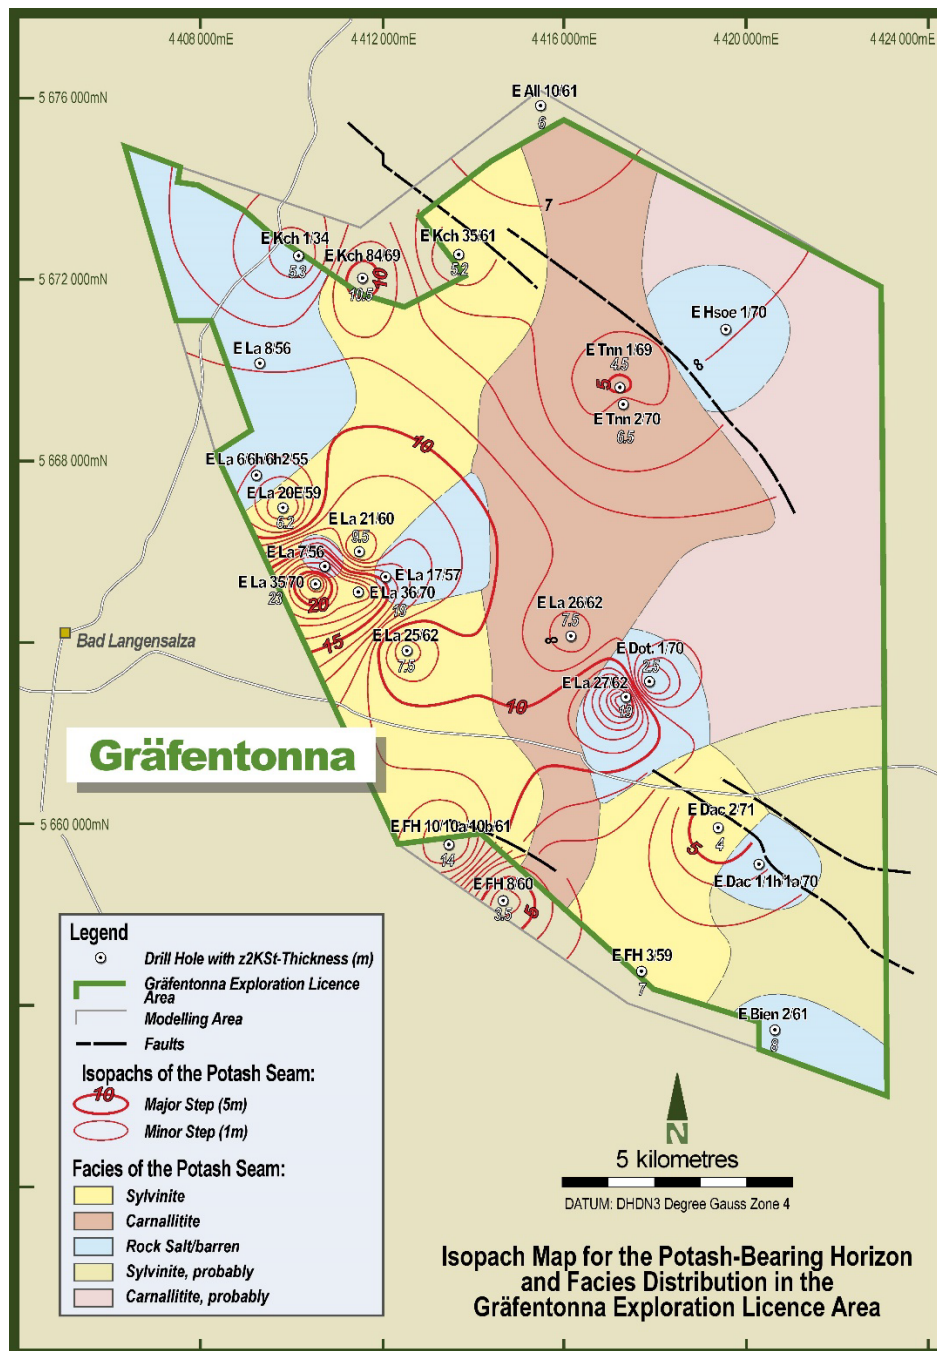 4 408 000mE
4 412 000mE
4 416 000mE
4 420 000mE
4 424 000mE
5 676 000mN
E All 10/61
6
7
E Kch 1/34
5.3
E Kch 84/69
10
10.5
E Kch 35/61
5.2
5 672 000mN
E Hsoe 1/70
E La 8/56
E Tnn 1/69
4.5
8
5
E Tnn 2/70
6.5
10
5 668 000mN
E La 6/6h/6h2/55
E La 20E/59
6.2
E La 21/60
9.5
E La 7/56
E La 17/57
E La 35/70
23
20
E La 36/70
E La 26/62
7.5
8
15
E La 25/62
7.5
E Dot. 1/70
2.5
E La 27/62
10
Bad Langensalza
Gräfentonna
5 660 000mN
E FH 10/10a/10b/61
14
E Dac 2/71
4
5
E Dac 1/1h/1a/70
E FH 8/60
3.5
5
E FH 3/59
7
E Bien 2/61
8
Legend
Drill Hole with z2KSt-Thickness (m)
Gräfentonna Exploration Licence
Area
Modelling Area
Faults
Isopachs of the Potash Seam:
10
Major Step (5m)
Minor Step (1m)
Facies of the Potash Seam:
Sylvinite
Carnallitite
Rock Salt/barren
Sylvinite, probably
Carnallitite, probably
N
5 kilometres
DATUM: DHDN3 Degree Gauss Zone 4
Isopach Map for the Potash-Bearing Horizon
and Facies Distribution in the
Gräfentonna Exploration Licence Area